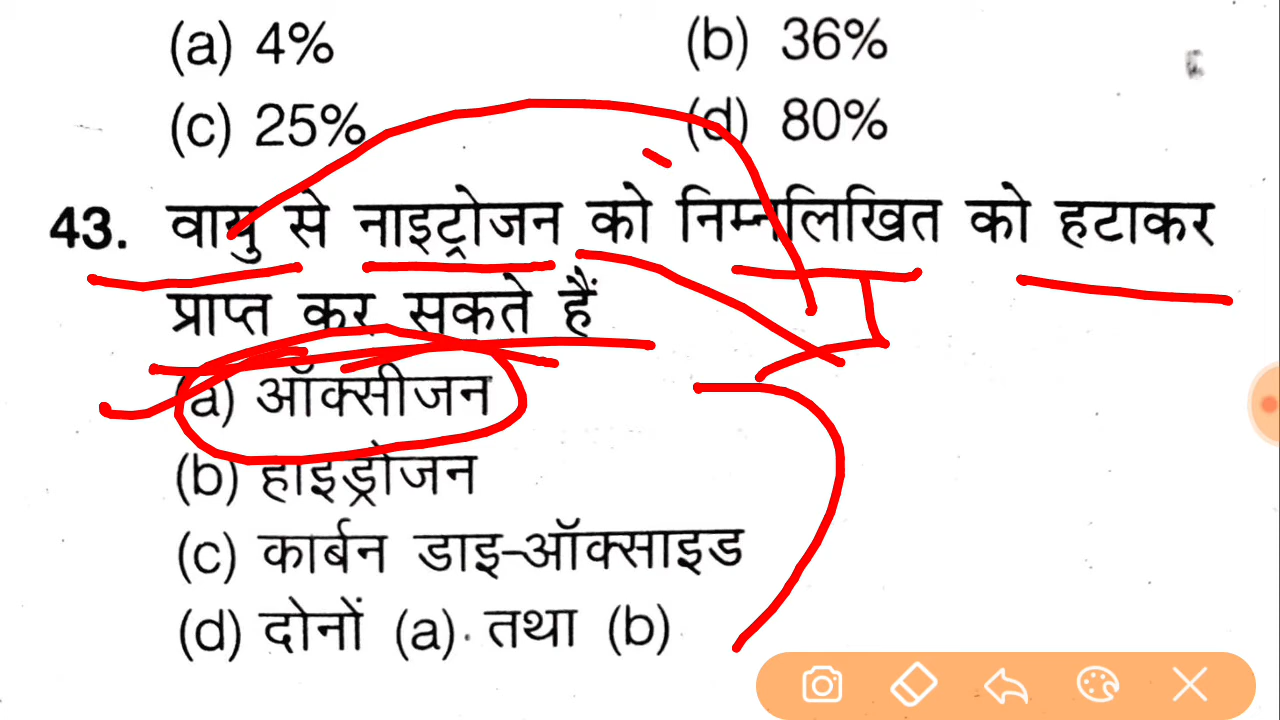 (a) 4% (b) 36%
(c) 25% (d) 80%
43. वायु से नाइट्रोजन को निम्नलिखित को हटाकर
प्राप्त कर सकते हैं
(a) ऑक्सीजन
(b) हाइड्रोजन
(c) कार्बन डाइ-ऑक्साइड
(d) दोनों (a) तथा (b)